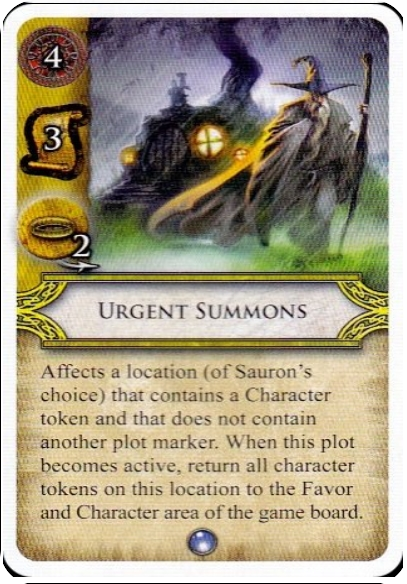 4
3
2
URGENT SUMMONS
Affects a location (of Sauron's
choice) that contains a Character
token and that does not contain
another plot marker. When this plot
becomes active, return all character
tokens on this location to the Favor
and Character area of the game board.